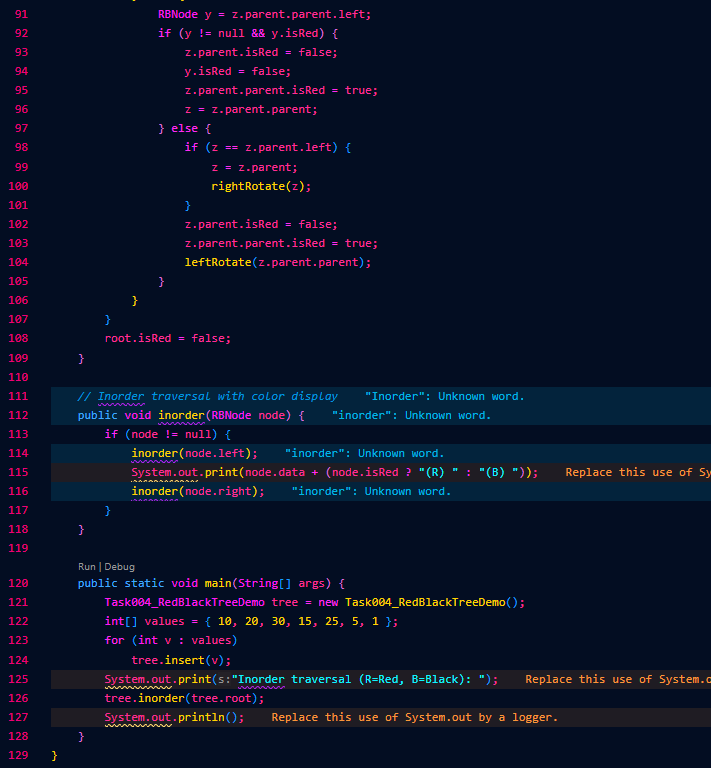 91 RBNode y = z.parent.parent.left;
92 if (y != null && y.isRed) {
93 z.parent.isRed = false;
94 y.isRed = false;
95 z.parent.parent.isRed = true;
96 z = z.parent.parent;
97 } else {
98 if (z == z.parent.left) {
99 z = z.parent;
100 rightRotate(z);
101 }
102 z.parent.isRed = false;
103 z.parent.parent.isRed = true;
104 leftRotate(z.parent.parent);
105 }
106 }
107 }
108 root.isRed = false;
109 }
110
111 // Inorder traversal with color display "Inorder": Unknown word.
112 public void inorder(RBNode node) { "inorder": Unknown word.
113 if (node != null) {
114 inorder(node.left); "inorder": Unknown word.
115 System.out.print(node.data + (node.isRed ? "(R) " : "(B) ")); Replace this use of Sy
116 inorder(node.right); "inorder": Unknown word.
117 }
118 }
119
Run | Debug
120 public static void main(String[] args) {
121 Task004_RedBlackTreeDemo tree = new Task004_RedBlackTreeDemo();
122 int[] values = { 10, 20, 30, 15, 25, 5, 1 };
123 for (int v : values)
124 tree.insert(v);
125 System.out.print(s:"Inorder traversal (R=Red, B=Black): "); Replace this use of System.o
126 tree.inorder(tree.root);
127 System.out.println(); Replace this use of System.out by a logger.
128 }
129 }